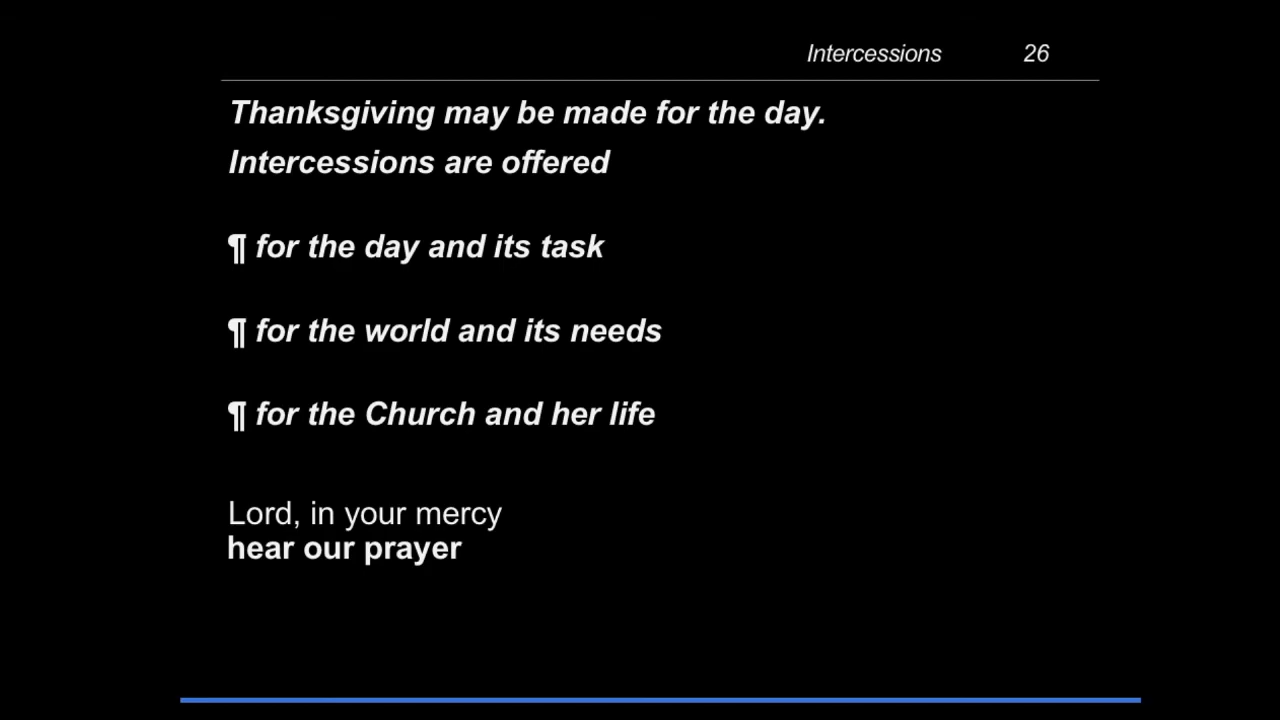 Intercessions 26
Thanksgiving may be made for the day.
Intercessions are offered
¶ for the day and its task
¶ for the world and its needs
¶ for the Church and her life
Lord, in your mercy
hear our prayer